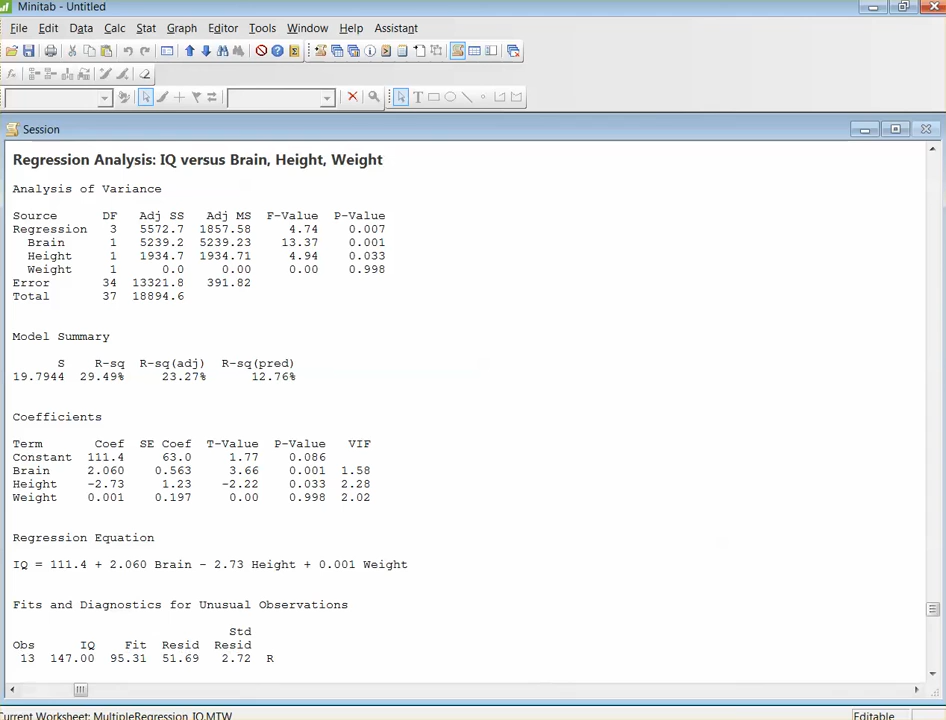 Minitab - Untitled
File Edit Data Calc Stat Graph Editor Tools Window Help Assistant
Session
Regression Analysis: IQ versus Brain, Height, Weight
Analysis of Variance
Source DF Adj SS Adj MS F-Value P-Value
Regression 3 5572.7 1857.58 4.74 0.007
Brain 1 5239.2 5239.23 13.37 0.001
Height 1 1934.7 1934.71 4.94 0.033
Weight 1 0.0 0.00 0.00 0.998
Error 34 13321.8 391.82
Total 37 18894.6
Model Summary
S R-sq R-sq(adj) R-sq(pred)
19.7944 29.49% 23.27% 12.76%
Coefficients
Term Coef SE Coef T-Value P-Value VIF
Constant 111.4 63.0 1.77 0.086
Brain 2.060 0.563 3.66 0.001 1.58
Height -2.73 1.23 -2.22 0.033 2.28
Weight 0.001 0.197 0.00 0.998 2.02
Regression Equation
IQ = 111.4 + 2.060 Brain - 2.73 Height + 0.001 Weight
Fits and Diagnostics for Unusual Observations
Std
Obs IQ Fit Resid Resid
13 147.00 95.31 51.69 2.72 R
Current Worksheet: MultipleRegression_IQ.MTW Editable